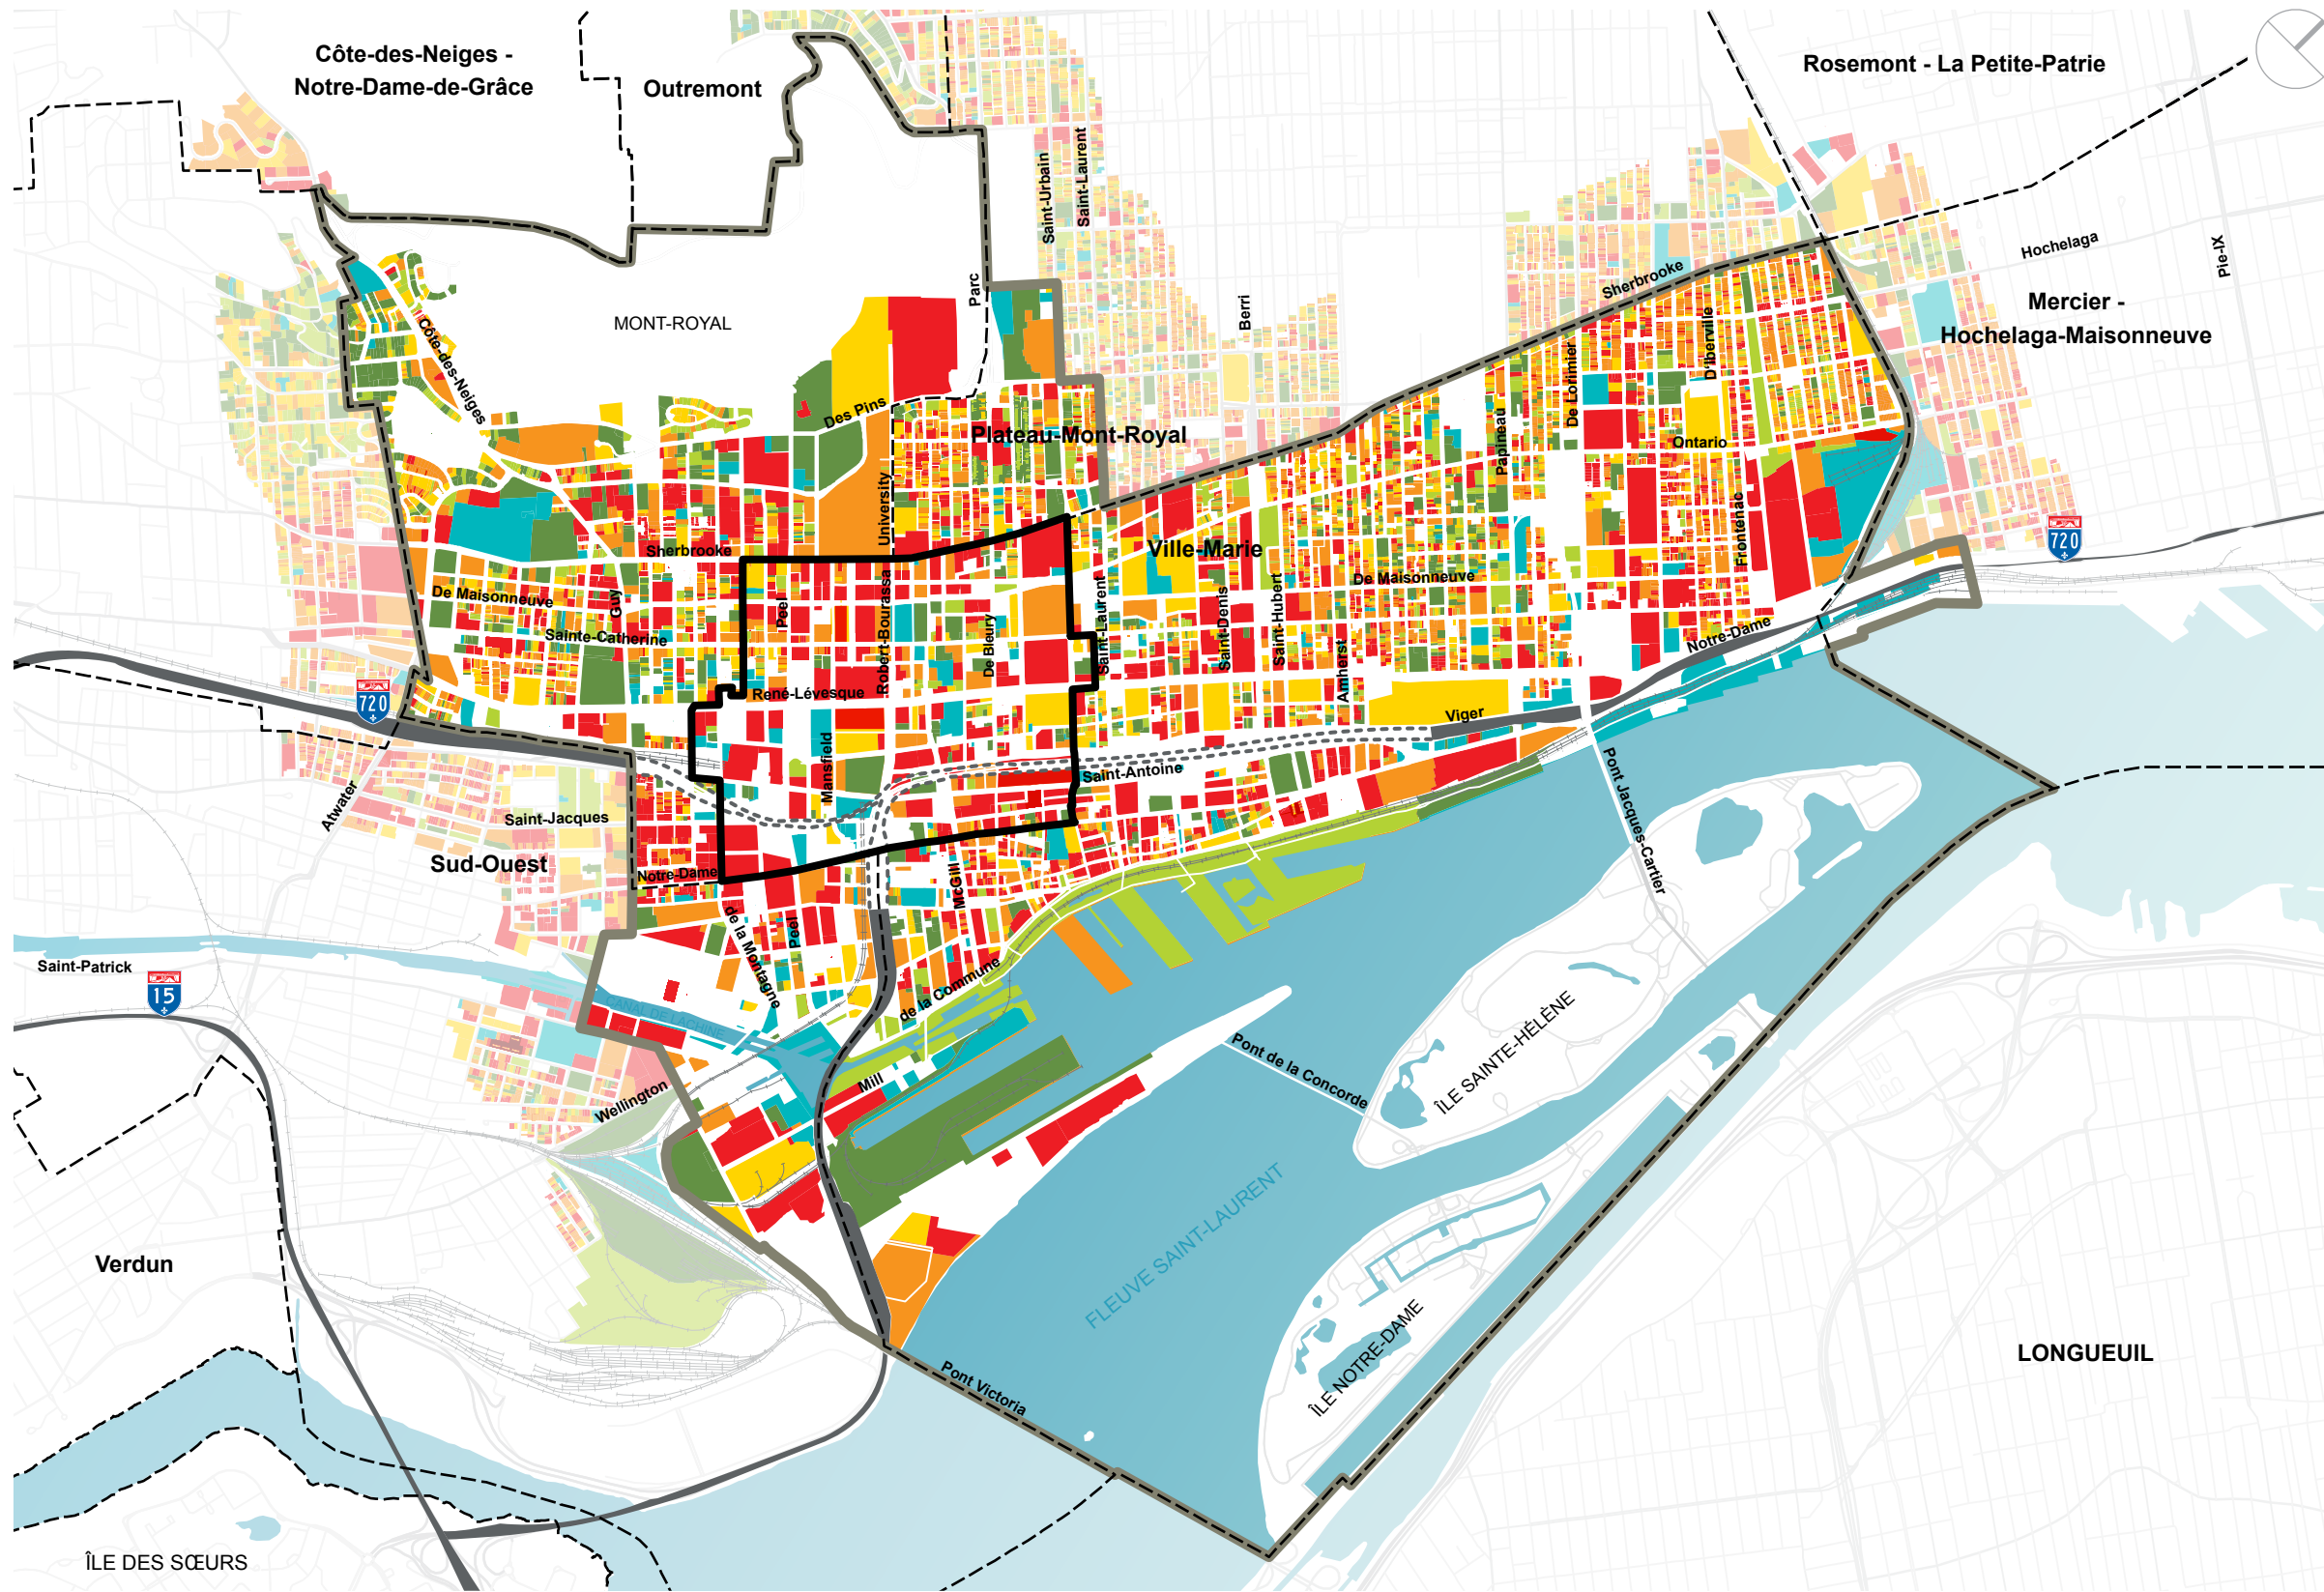 Côte-des-Neiges -
Notre-Dame-de-Grâce
Outremont
Rosemont - La Petite-Patrie
Saint-Urbain
Saint-Laurent
Hochelaga
Pie-IX
Sherbrooke
Parc
Berri
Mercier -
Hochelaga-Maisonneuve
MONT-ROYAL
Côte-des-Neiges
D'Iberville
De Lorimier
Des Pins
Plateau-Mont-Royal
Papineau
Ontario
University
Frontenac
720
Sherbrooke
Ville-Marie
De Maisonneuve
De Maisonneuve
Guy
Peel
Robert-Bourassa
De Bleury
Saint-Laurent
Saint-Denis
Saint-Hubert
Sainte-Catherine
Notre-Dame
Amherst
René-Lévesque
720
Viger
Mansfield
Saint-Antoine
Pont Jacques-Cartier
Atwater
Saint-Jacques
Sud-Ouest
Notre-Dame
McGill
de la Montagne
Peel
Saint-Patrick
15
de la Commune
CANAL DE LACHINE
Pont de la Concorde
ÎLE SAINTE-HÉLÈNE
Mill
Wellington
FLEUVE SAINT-LAURENT
Verdun
ÎLE NOTRE-DAME
LONGUEUIL
Pont Victoria
ÎLE DES SŒURS